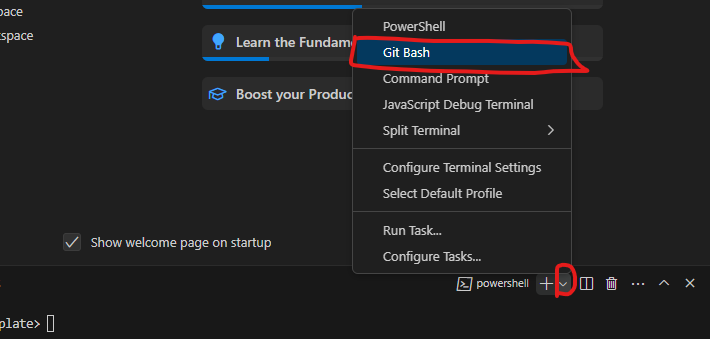 pace
PowerShell
space
Learn the Fundam
Git Bash
Command Prompt
Boost your Produc
JavaScript Debug Terminal
Split Terminal
Configure Terminal Settings
Select Default Profile
Run Task...
Show welcome page on startup
Configure Tasks...
powershell
plate>